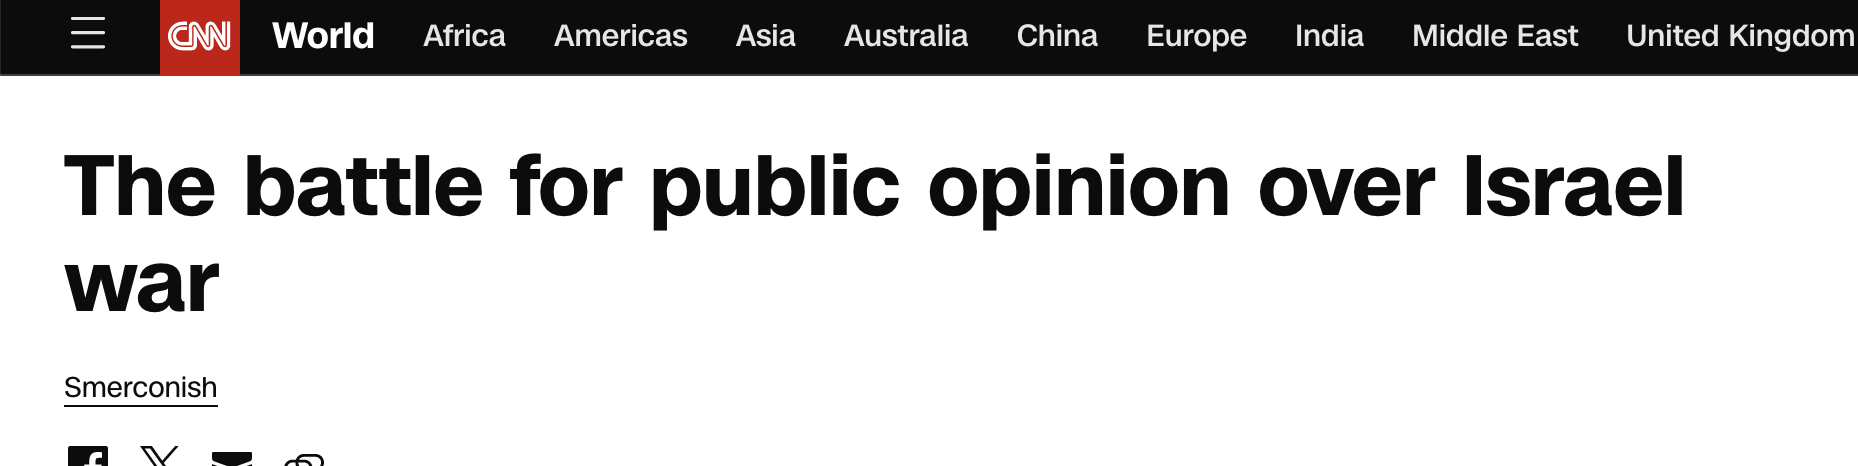 CNN World Africa Americas Asia Australia China Europe India Middle East United Kingdom
The battle for public opinion over Israel
war
Smerconish